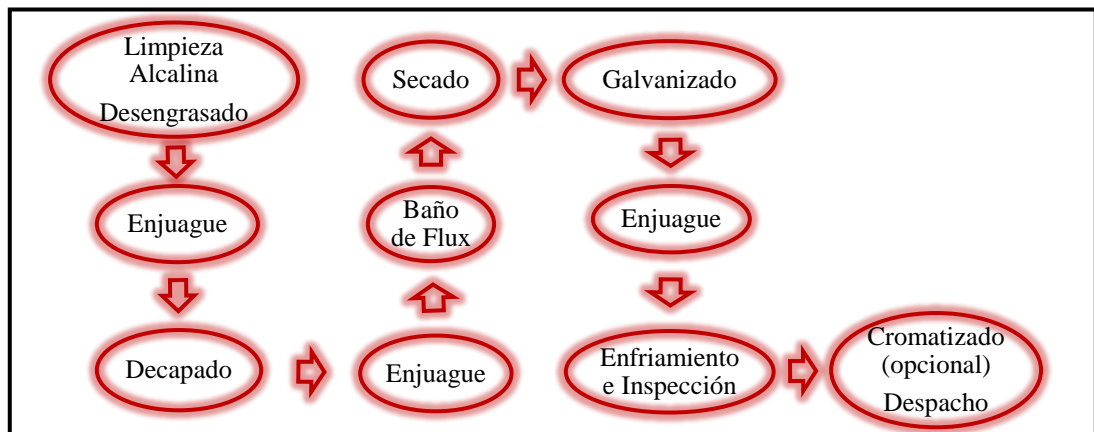 Limpieza
Alcalina
Desengrasado
Enjuague
Decapado
Enjuague
Baño
de Flux
Secado
Galvanizado
Enjuague
Enfriamiento
e Inspección
Cromatizado
(opcional)
Despacho